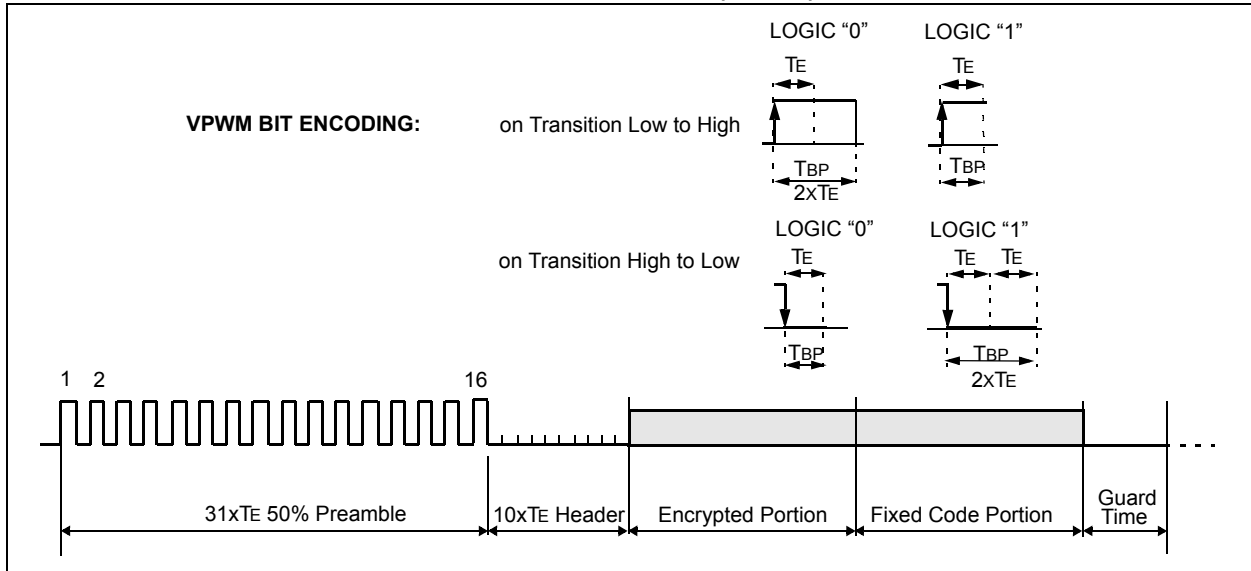 LOGIC “0” LOGIC “1”
TE TE
VPWM BIT ENCODING: on Transition Low to High
TBP TBP
2XTE
LOGIC “0” LOGIC “1”
on Transition High to Low TE TE TE
TBP TBP
2XTE
1 2 16
31xTE 50% Preamble 10xTE Header Encrypted Portion Fixed Code Portion Guard
Time